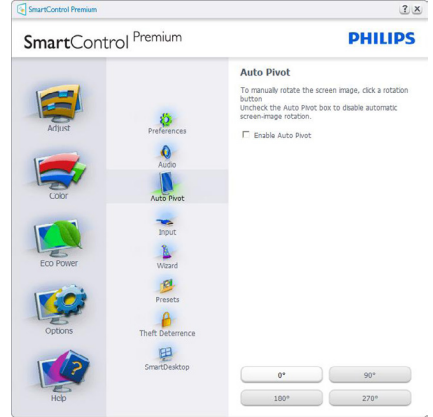 SmartControl Premium
? x
SmartControl Premium
PHILIPS
Adjust
Color
Eco Power
Options
?
Help
Preferences
Audio
Auto Pivot
Input
Wizard
Presets
Theft Deterrence
SmartDesktop
Auto Pivot
To manually rotate the screen image, click a rotation
button
Uncheck the Auto Pivot box to disable automatic
screen-image rotation.
Enable Auto Pivot
0°
90°
180°
270°